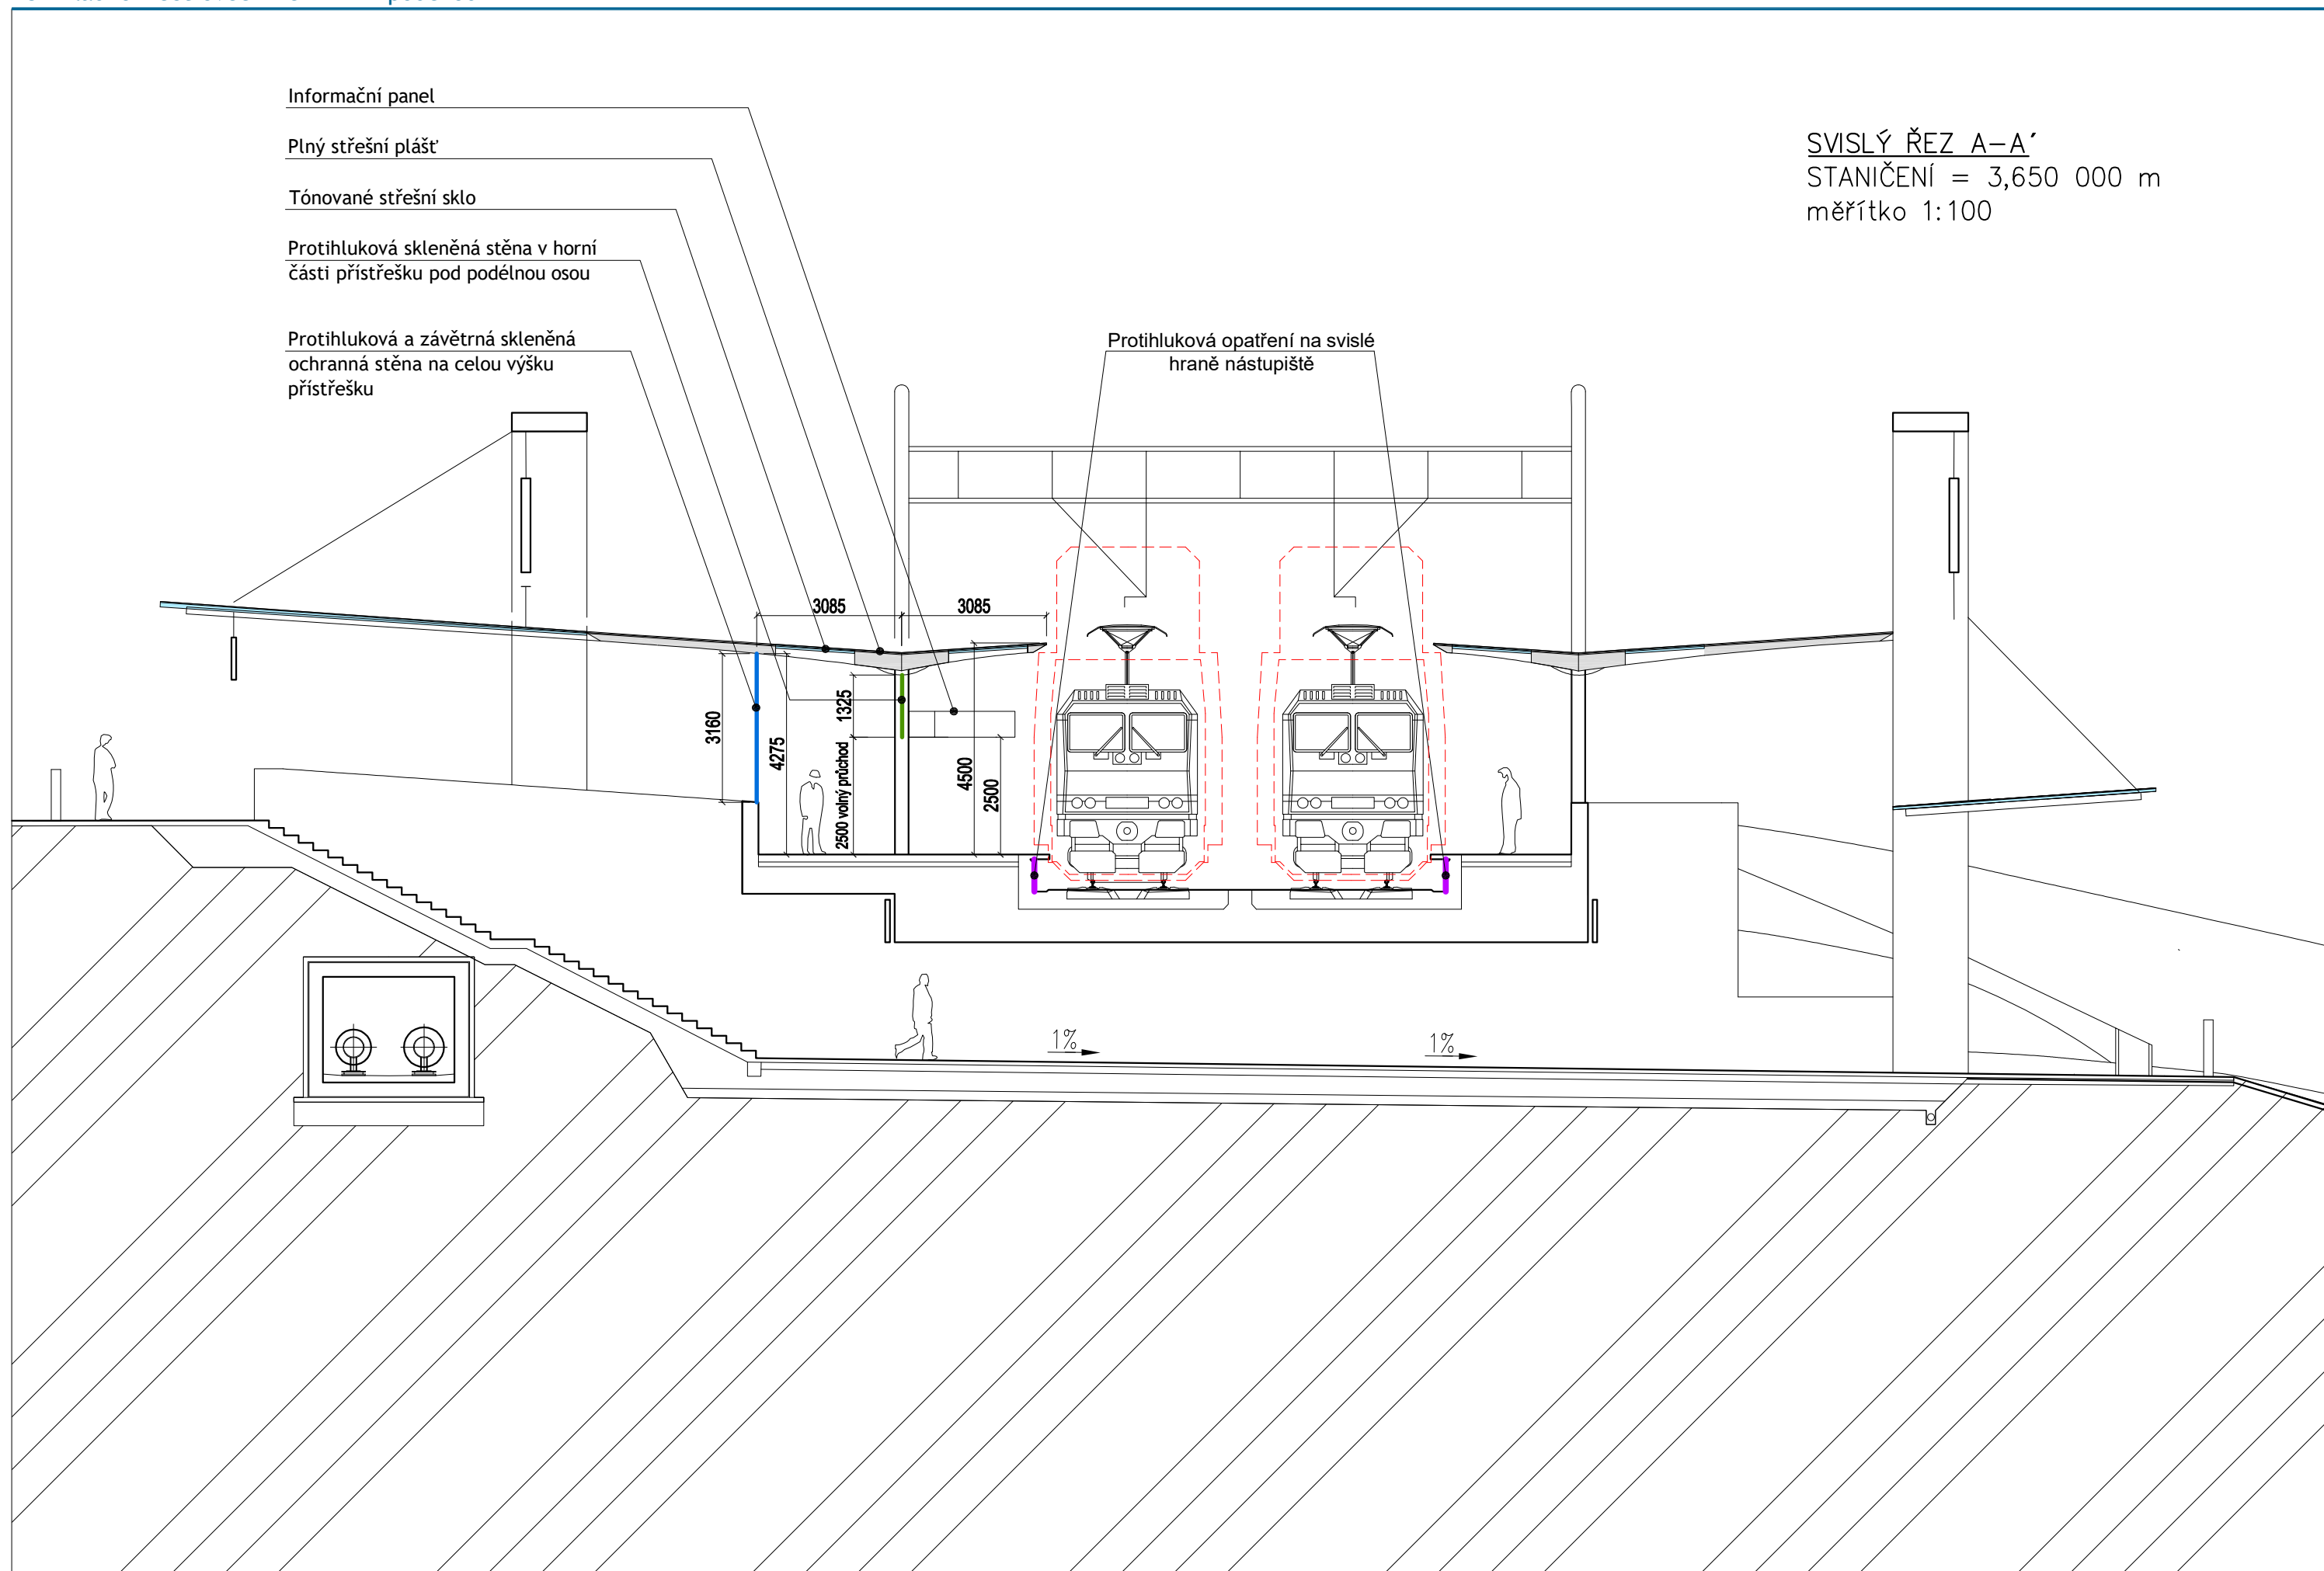 Informační panel
Plný střešní plášť
Tónované střešní sklo
Protihluková skleněná stěna v horní
části přístřešku pod podélnou osou
Protihluková a závětrná skleněná
ochranná stěna na celou výšku
přístřešku
SVISLÝ ŘEZ A-A´
STANIČENÍ = 3,650 000 m
měřítko 1:100
Protihluková opatření na svislé
hraně nástupiště
3085
3085
3160
4275
1325
2500 volný průchod
4500
2500
1%
1%